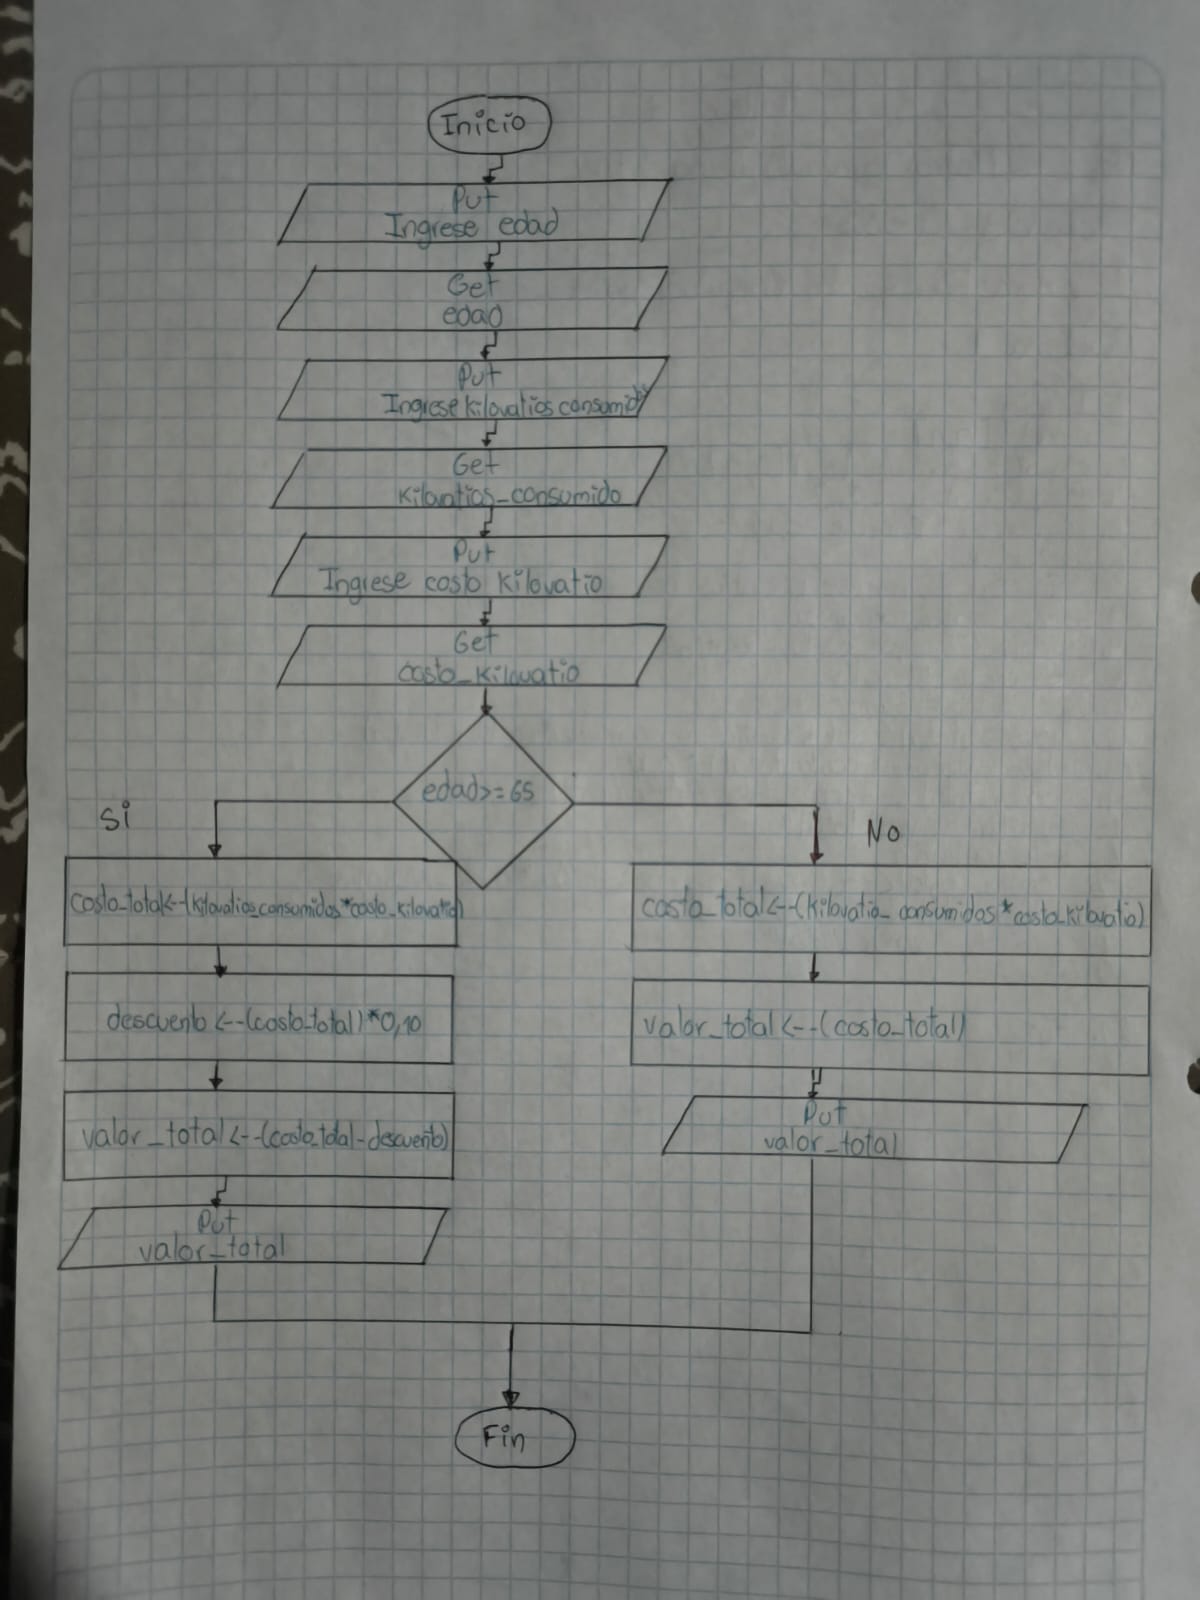 Inicio
Put
Ingrese edad
Get
edad
Put
Ingrese kilovatios consumid
Get
Kilovatios_consumido
Put
Ingrese costo kilovatio
Get
costo_kilovatio
edad>=65
Si
No
costo_total<--(kilovatiosconsumidos*costo_kilovatio)
costo_total<--(Kilovatio_consumidos*costo_kilovatio)
descuento <--(costo_total)*0,10
valor_total<--(costo_total)
valor_total<--(costo_total-descuento)
Put
valor_total
Put
valor_total
Fin